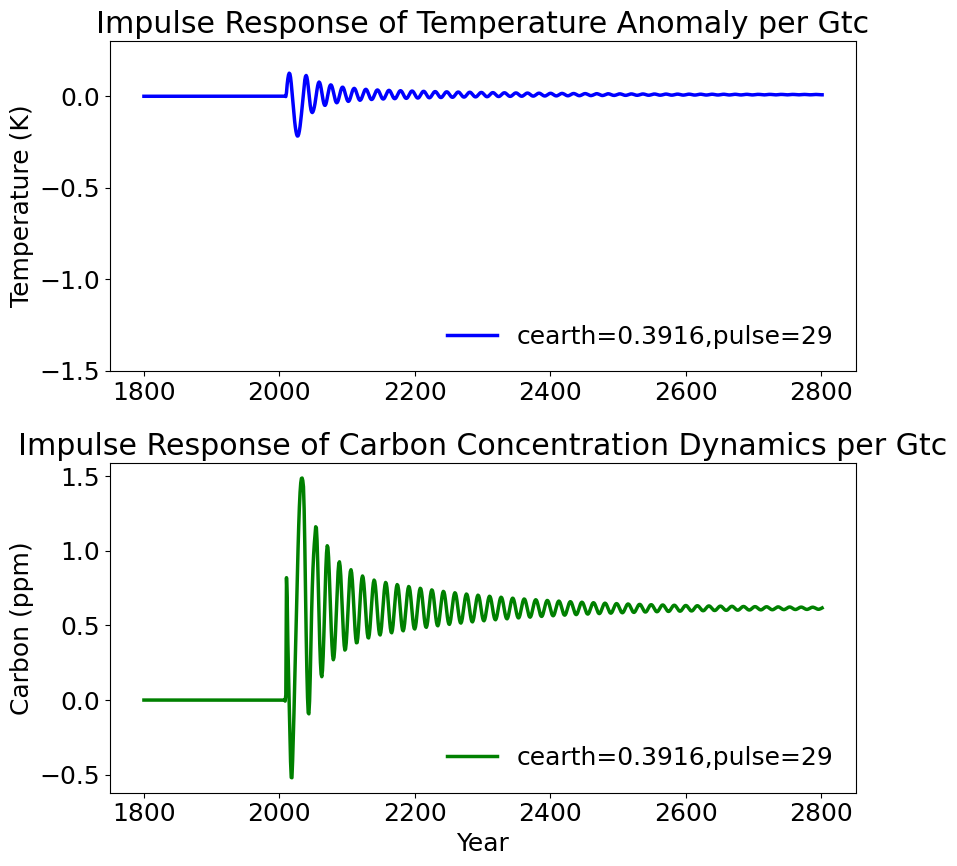 Impulse Response of Temperature Anomaly per Gtc
0.0
−0.5
−1.0
−1.5
Temperature (K)
cearth=0.3916,pulse=29
1800 2000 2200 2400 2600 2800
Impulse Response of Carbon Concentration Dynamics per Gtc
1.5
1.0
0.5
0.0
−0.5
Carbon (ppm)
cearth=0.3916,pulse=29
1800 2000 2200 2400 2600 2800
Year